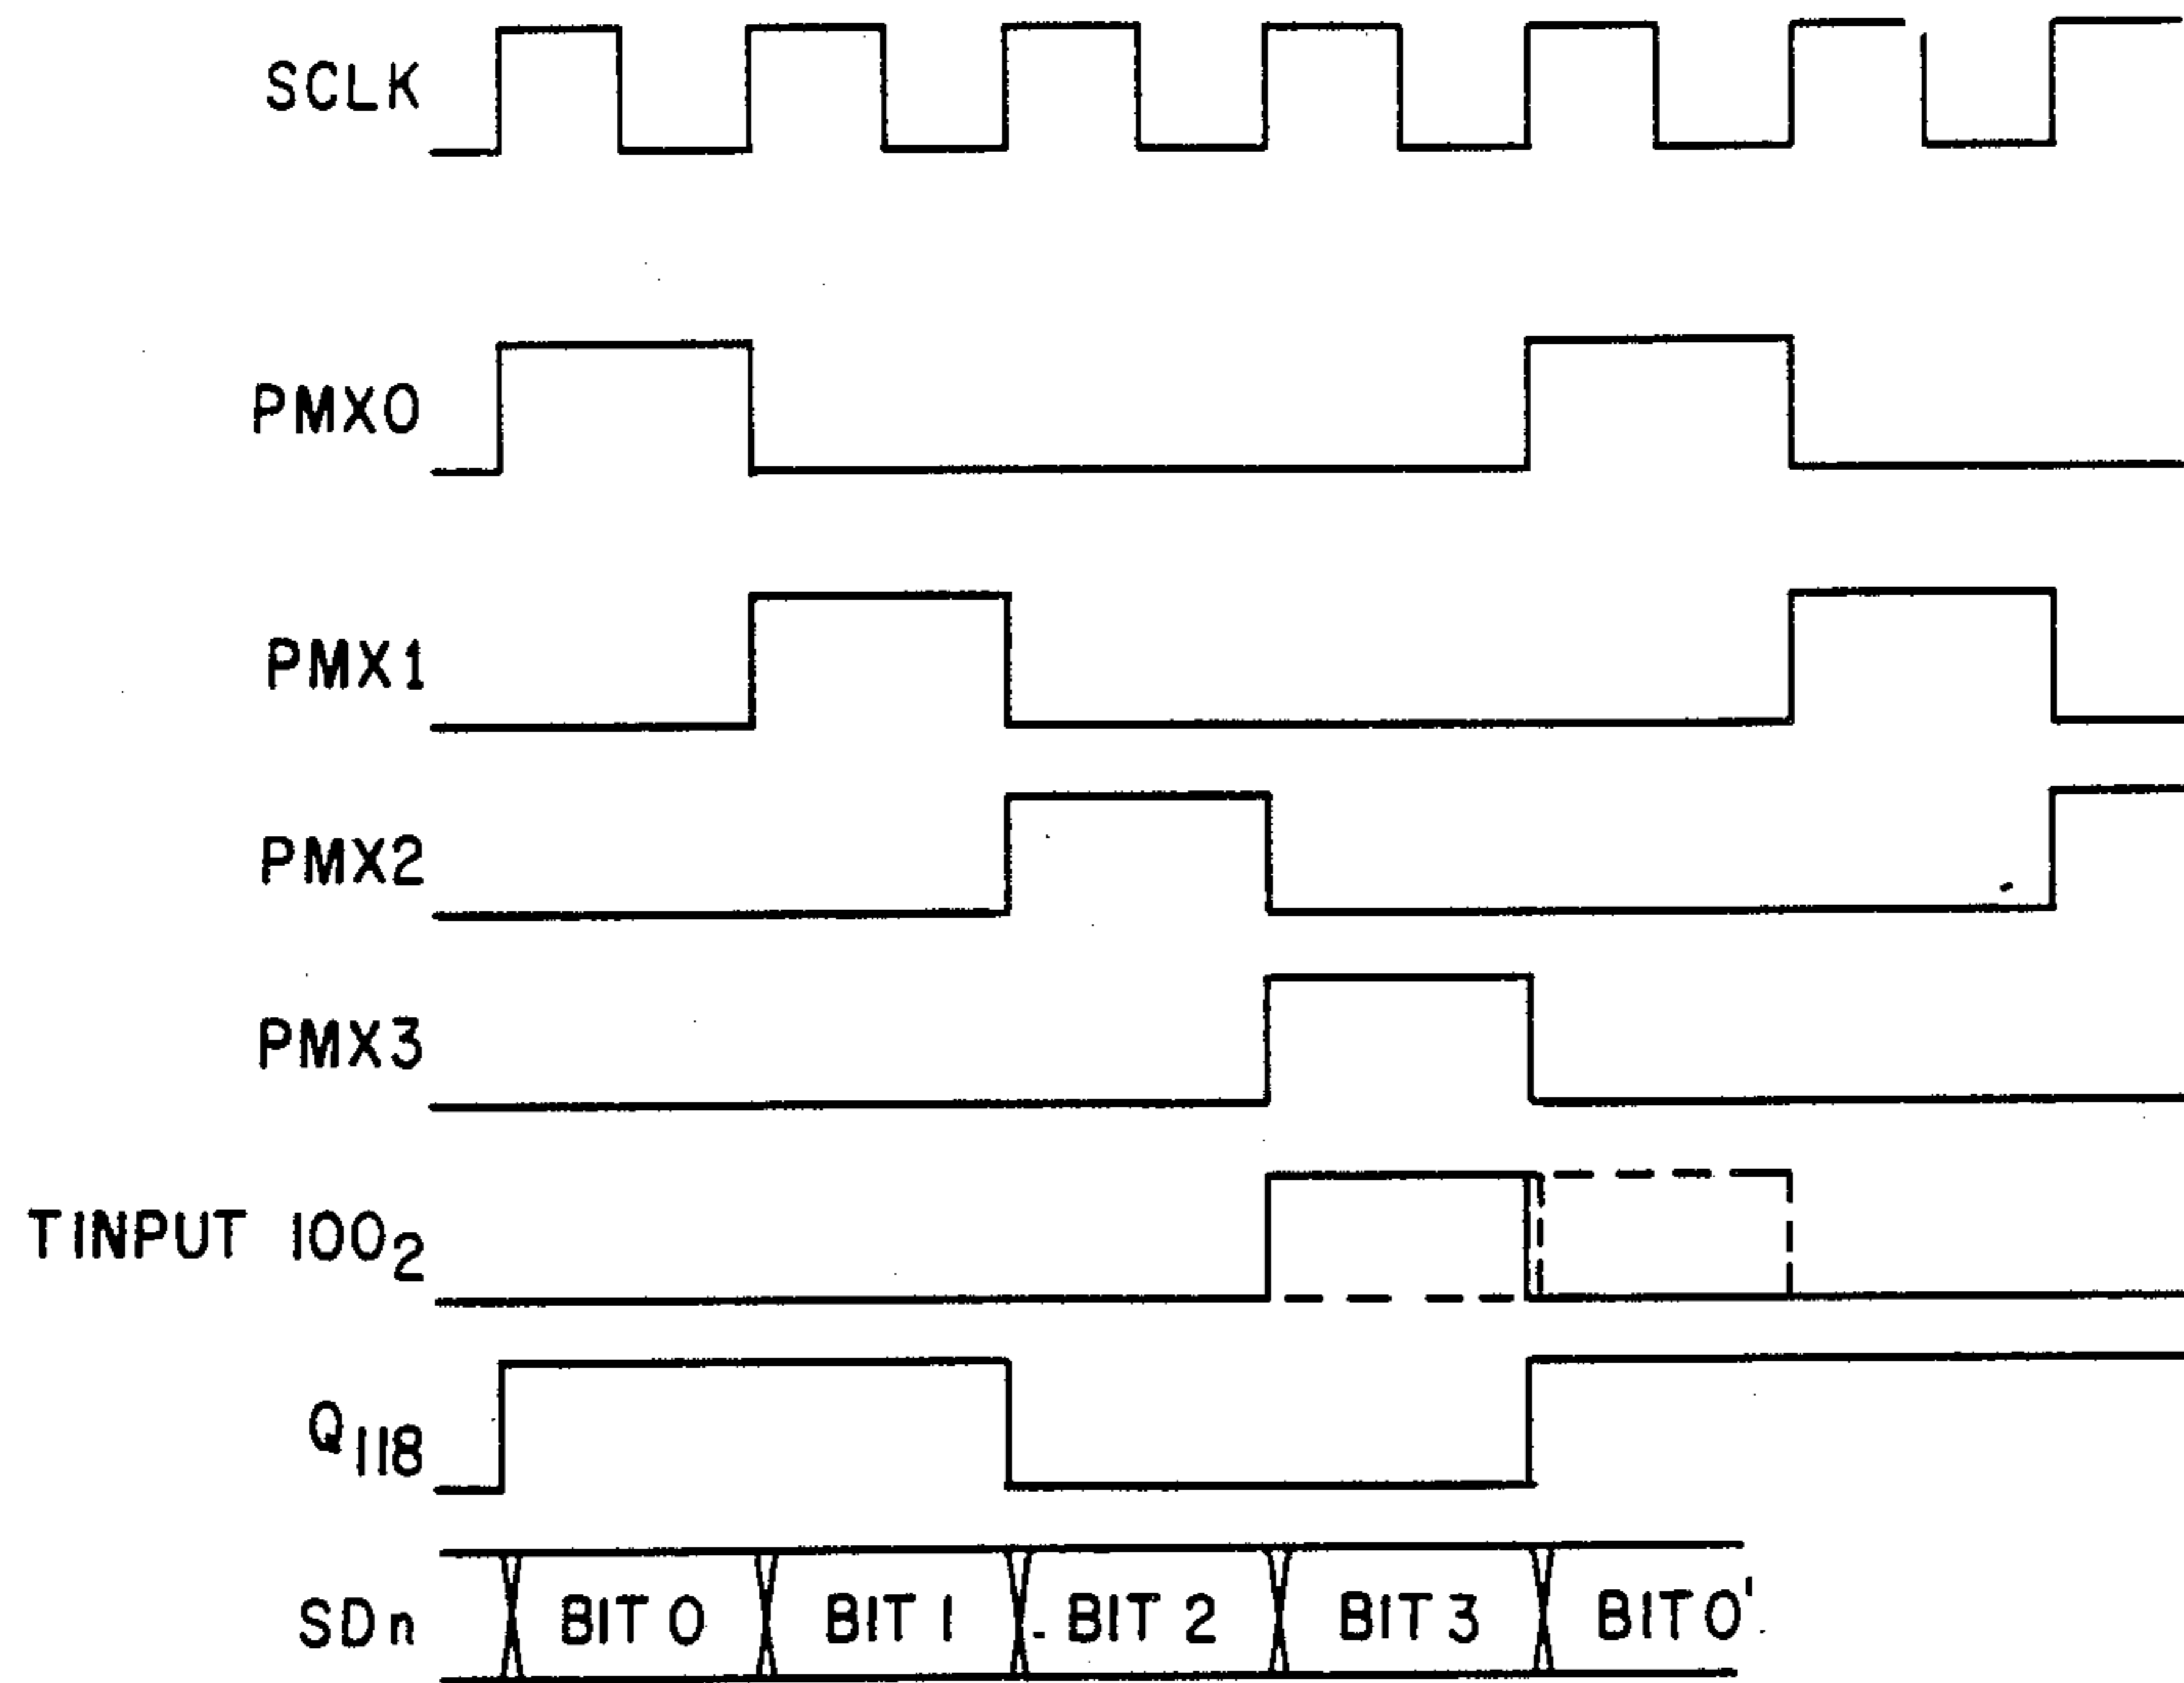 SCLK
PMX0
PMX1
PMX2
PMX3
TINPUT 100₂
Q₁₁₈
SDn BIT 0 BIT 1 BIT 2 BIT 3 BIT 0'